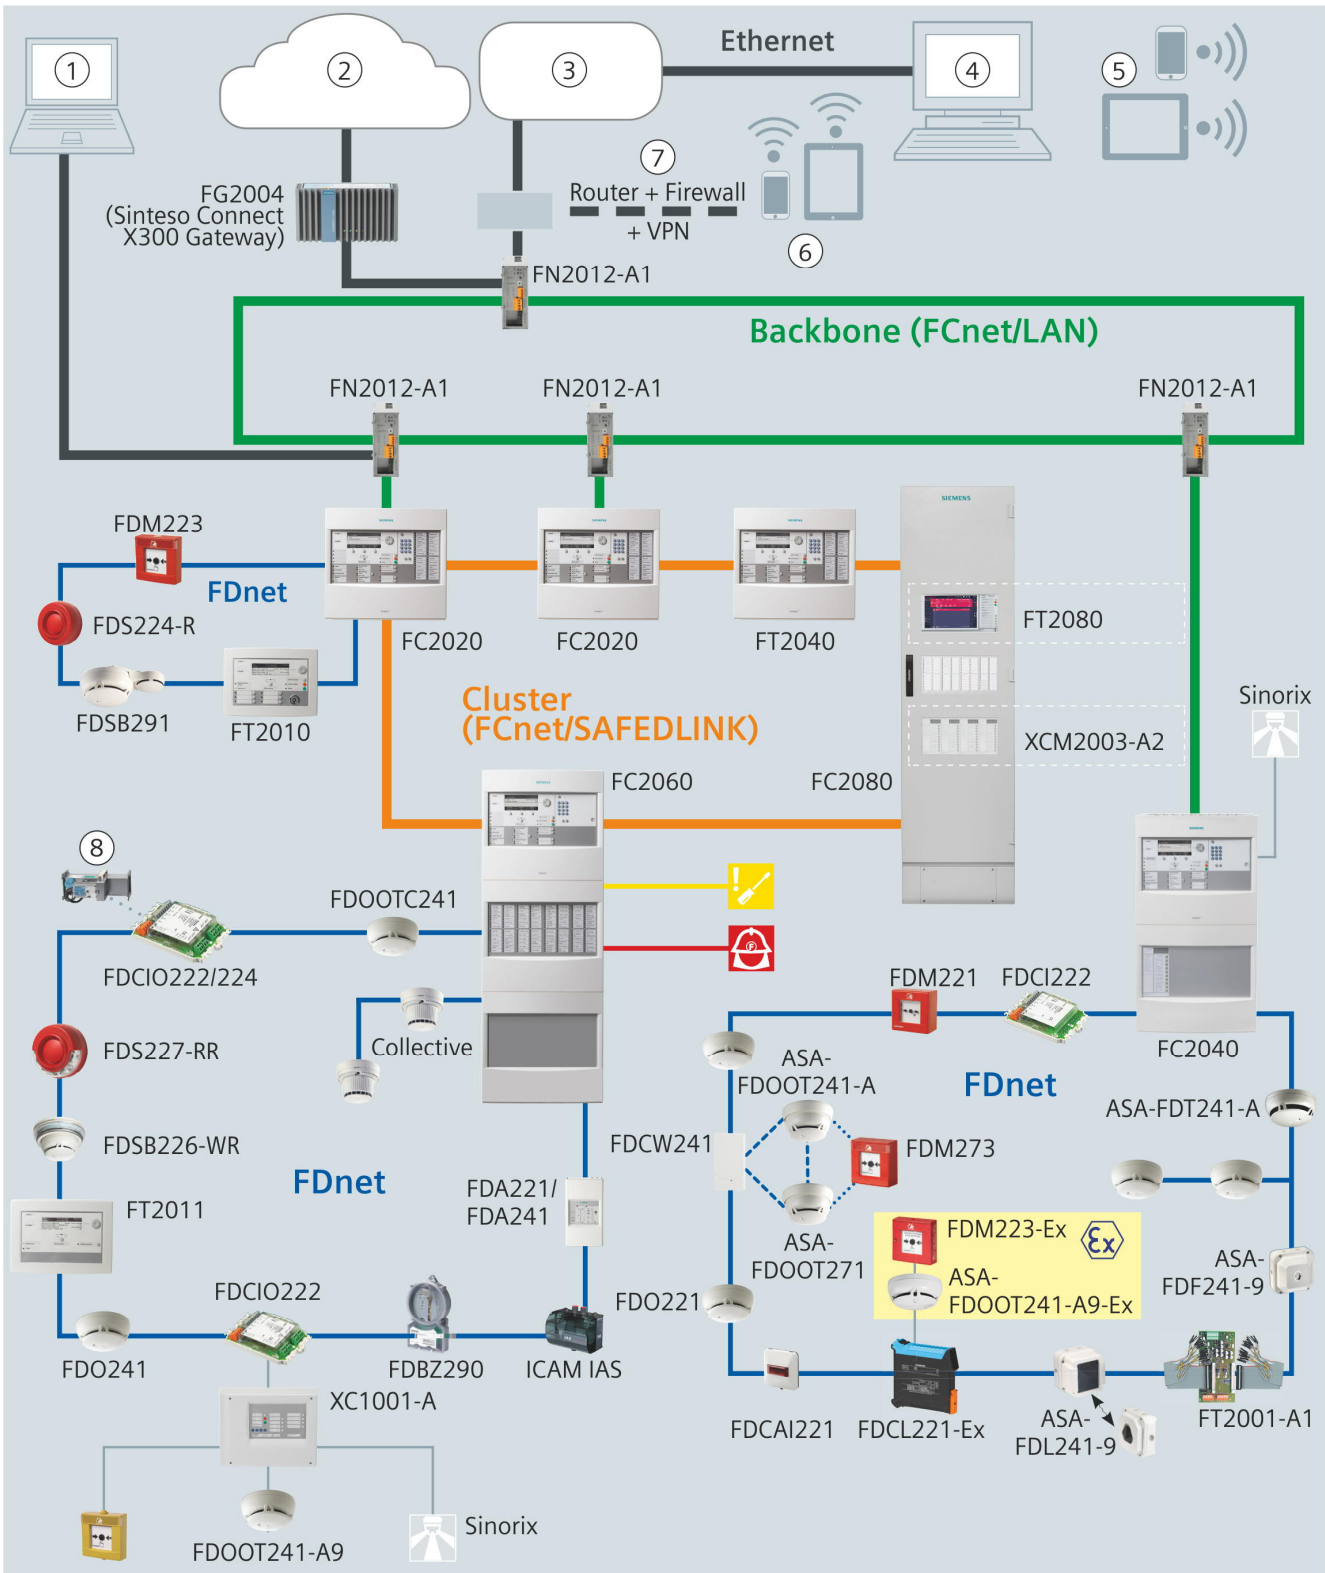 Ethernet
1
2
3
4
5
7
Router + Firewall
+ VPN
6
FG2004
(Sinteso Connect
X300 Gateway)
FN2012-A1
Backbone (FCnet/LAN)
FN2012-A1
FN2012-A1
FN2012-A1
SIEMENS
FDM223
FDnet
FDS224-R
FDSB291
FT2010
FC2020
FC2020
FT2040
FT2080
XCM2003-A2
Sinorix
Cluster
(FCnet/SAFEDLINK)
FC2060
FC2080
8
FDOOTC241
FDCIO222/224
FDS227-RR
Collective
FDSB226-WR
FDnet
FT2011
FDA221/
FDA241
FDCIO222
FDO241
FDBZ290
ICAM IAS
XC1001-A
FDOOT241-A9
Sinorix
FDM221
FDCI222
FC2040
ASA-
FDOOT241-A
FDnet
ASA-FDT241-A
FDCW241
FDM273
ASA-
FDOOT271
FDM223-Ex
Ex
ASA-
FDOOT241-A9-Ex
ASA-
FDF241-9
FDO221
FDCAI221
FDCL221-Ex
ASA-
FDL241-9
FT2001-A1